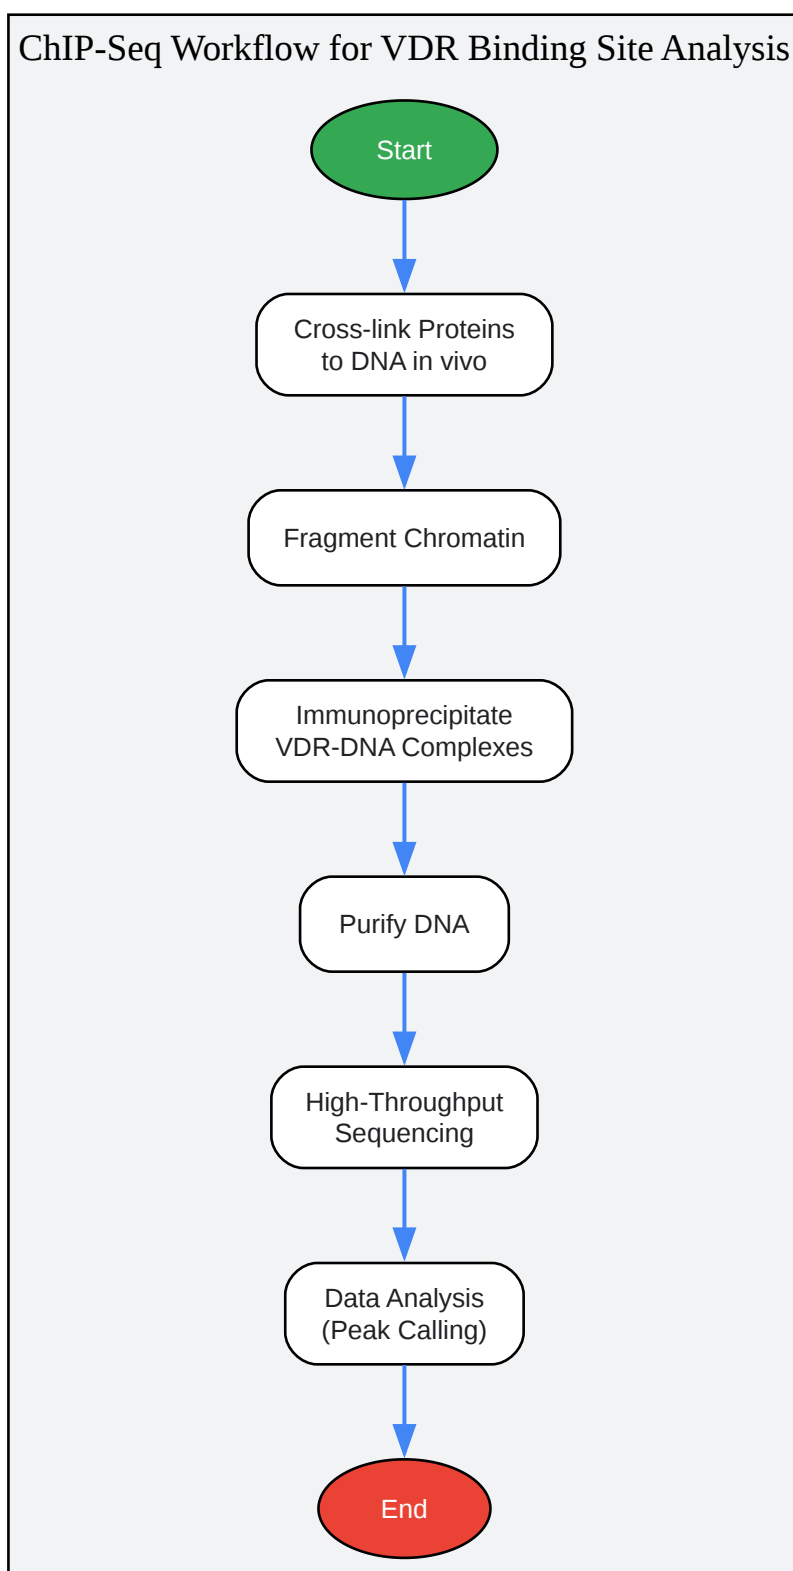 ChIP-Seq Workflow for VDR Binding Site Analysis
Start
Cross-link Proteins
to DNA in vivo
Fragment Chromatin
Immunoprecipitate
VDR-DNA Complexes
Purify DNA
High-Throughput
Sequencing
Data Analysis
(Peak Calling)
End